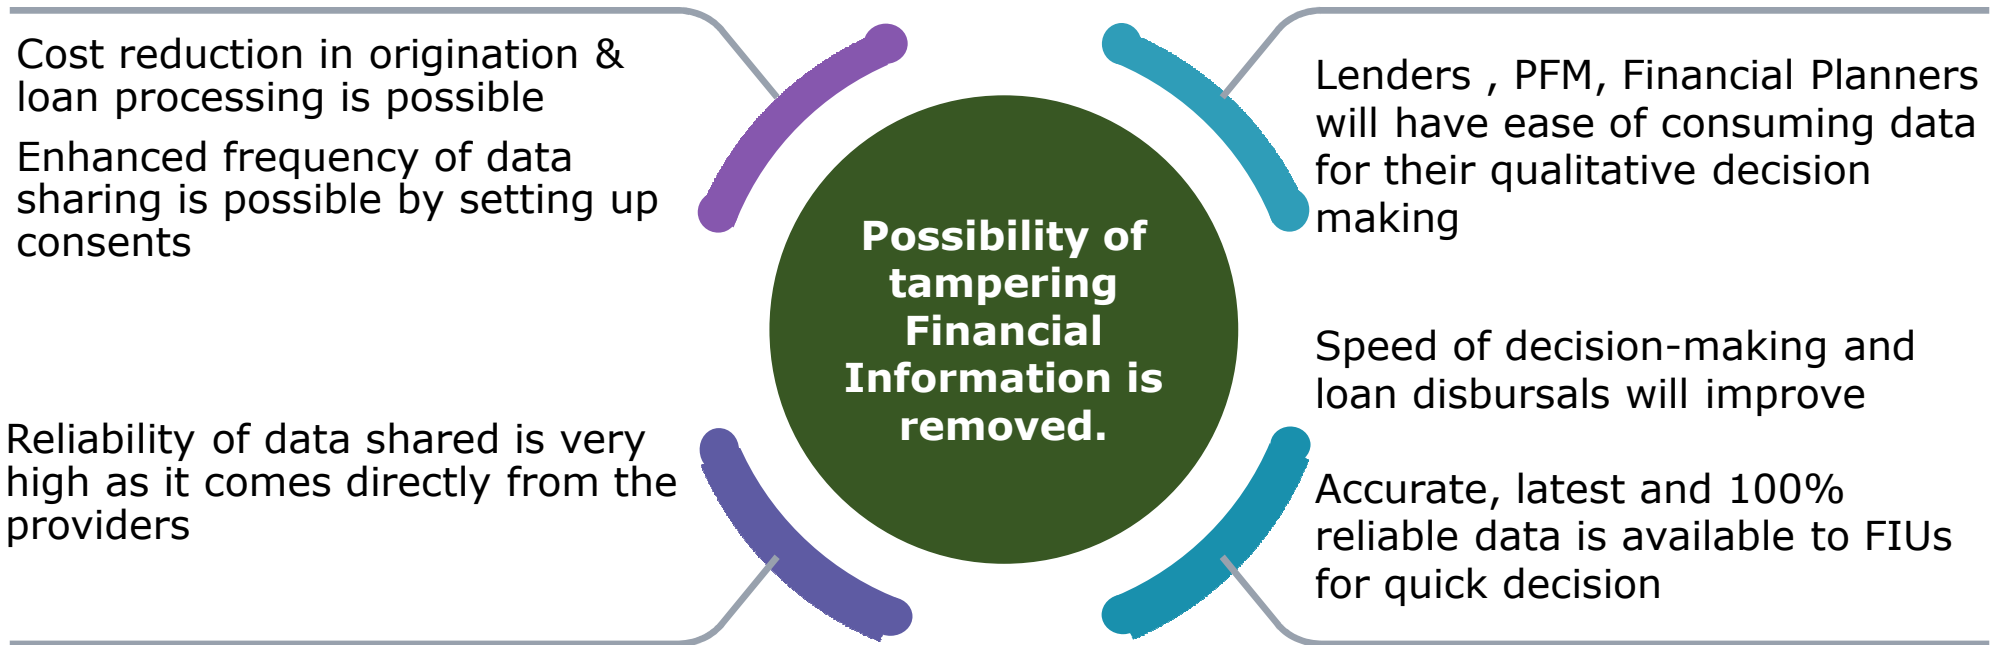 Cost reduction in origination &
loan processing is possible
Enhanced frequency of data
sharing is possible by setting up
consents
Reliability of data shared is very
high as it comes directly from the
providers
Possibility of
tampering
Financial
Information is
removed.
Lenders , PFM, Financial Planners
will have ease of consuming data
for their qualitative decision
making
Speed of decision-making and
loan disbursals will improve
Accurate, latest and 100%
reliable data is available to FIUs
for quick decision